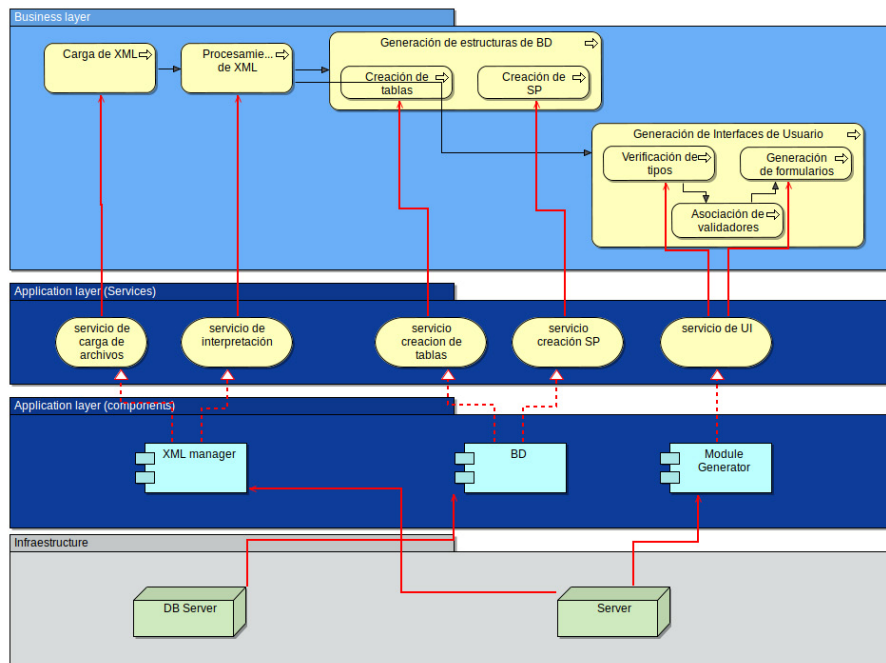 Business layer
Carga de XML
Procesamie...
de XML
Generación de estructuras de BD
Creación de
tablas
Creación de
SP
Generación de Interfaces de Usuario
Verificación de
tipos
Generación
de formularios
Asociación de
validadores
Application layer (Services)
servicio de
carga de
archivos
servicio de
interpretación
servicio
creacion de
tablas
servicio
creación SP
servicio de UI
Application layer (components)
XML manager
BD
Module
Generator
Infraestructure
DB Server
Server